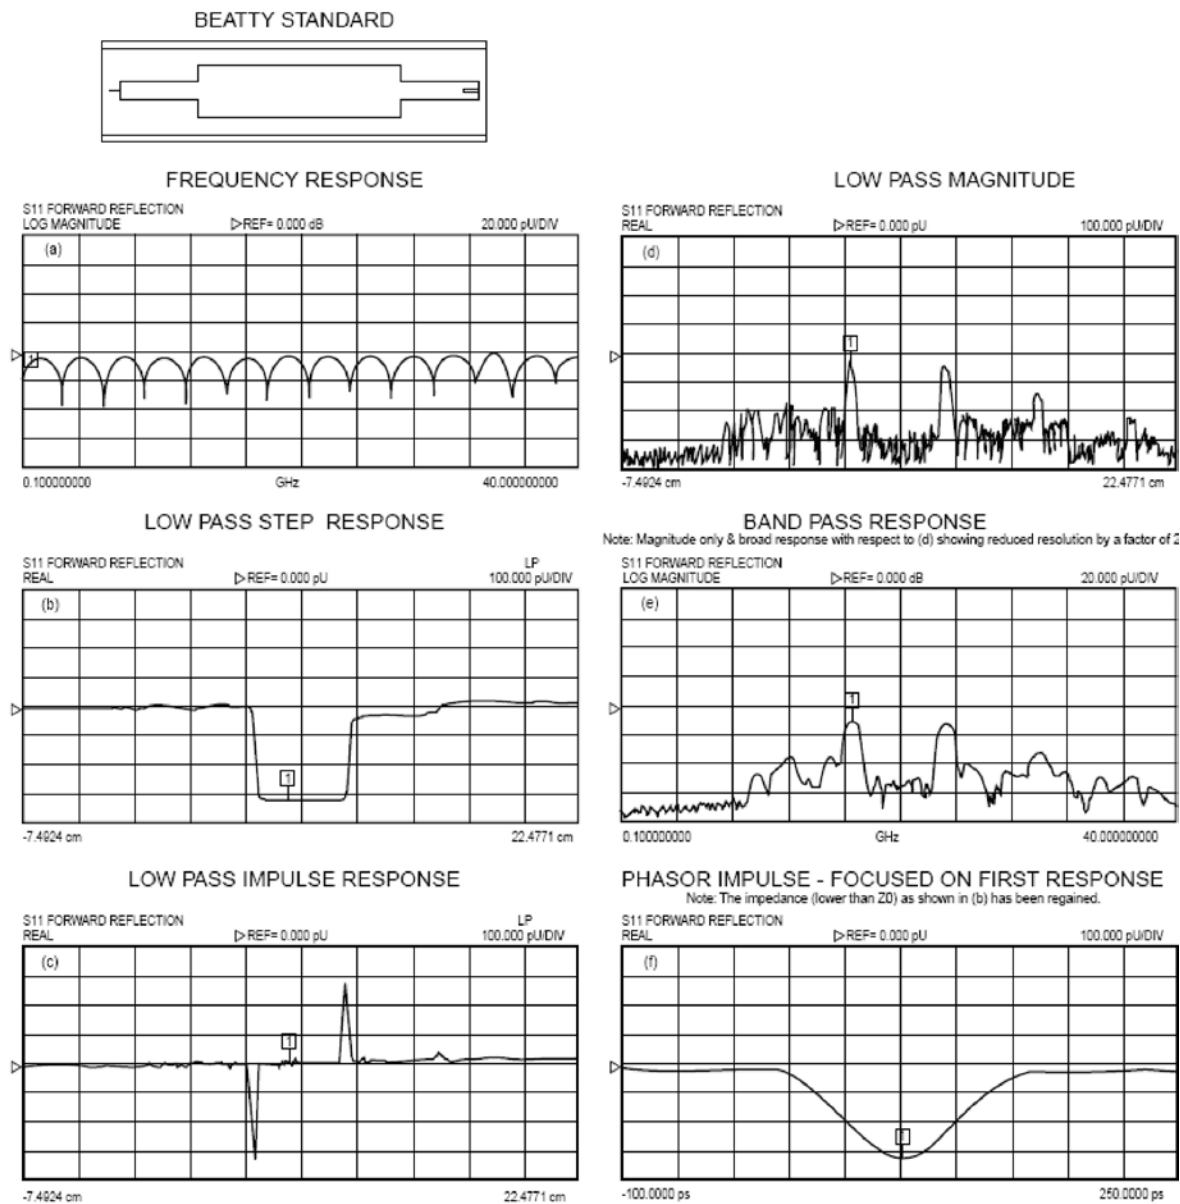 BEATTY STANDARD
FREQUENCY RESPONSE
S11 FORWARD REFLECTION
LOG MAGNITUDE ▷REF= 0.000 dB 20.000 pU/DIV
(a)
1
0.100000000 GHz 40.000000000
LOW PASS STEP RESPONSE
S11 FORWARD REFLECTION LP
REAL ▷REF= 0.000 pU 100.000 pU/DIV
(b)
1
-7.4924 cm 22.4771 cm
LOW PASS IMPULSE RESPONSE
S11 FORWARD REFLECTION LP
REAL ▷REF= 0.000 pU 100.000 pU/DIV
(c)
1
-7.4924 cm 22.4771 cm
LOW PASS MAGNITUDE
S11 FORWARD REFLECTION
REAL ▷REF= 0.000 pU 100.000 pU/DIV
(d)
1
-7.4924 cm 22.4771 cm
BAND PASS RESPONSE
Note: Magnitude only & broad response with respect to (d) showing reduced resolution by a factor of 2
S11 FORWARD REFLECTION
LOG MAGNITUDE ▷REF= 0.000 dB 20.000 pU/DIV
(e)
1
0.100000000 GHz 40.000000000
PHASOR IMPULSE - FOCUSED ON FIRST RESPONSE
Note: The impedance (lower than Z0) as shown in (b) has been regained.
S11 FORWARD REFLECTION
REAL ▷REF= 0.000 pU 100.000 pU/DIV
(f)
1
-100.0000 ps 250.0000 ps